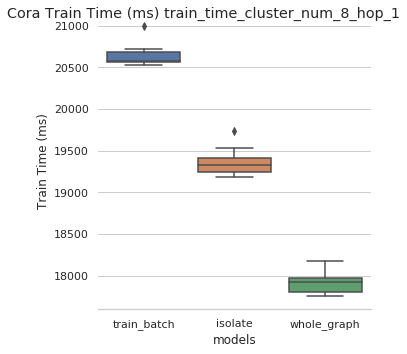 Cora Train Time (ms) train_time_cluster_num_8_hop_1
21000
20500
20000
19500
19000
18500
18000
Train Time (ms)
train_batch isolate whole_graph
models